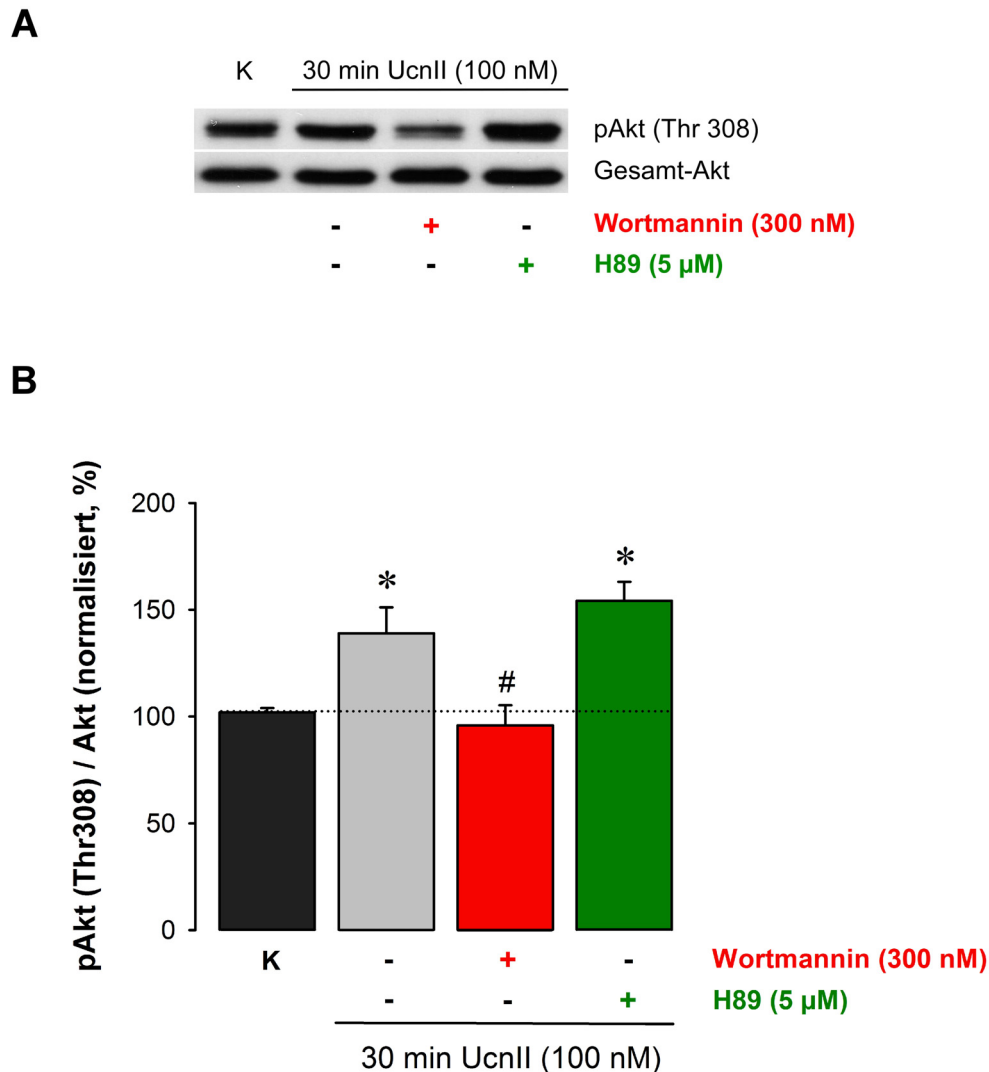 A
K 30 min UcnII (100 nM)
pAkt (Thr 308)
Gesamt-Akt
- + - Wortmannin (300 nM)
- - + H89 (5 µM)
B
pAkt (Thr308) / Akt (normalisiert, %)
200
150
100
50
0
* # *
K - + - Wortmannin (300 nM)
- - + H89 (5 µM)
30 min UcnII (100 nM)